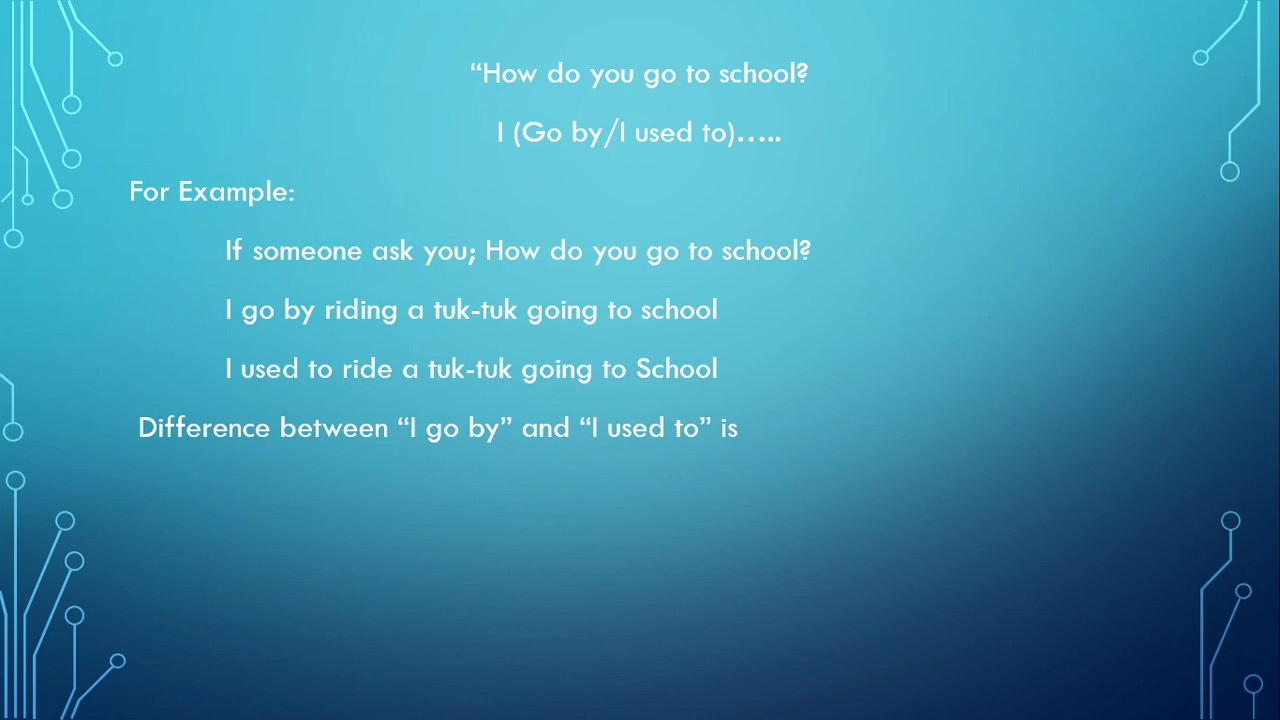 “How do you go to school?
I (Go by/I used to)…..
For Example:
If someone ask you; How do you go to school?
I go by riding a tuk-tuk going to school
I used to ride a tuk-tuk going to School
Difference between “I go by” and “I used to” is